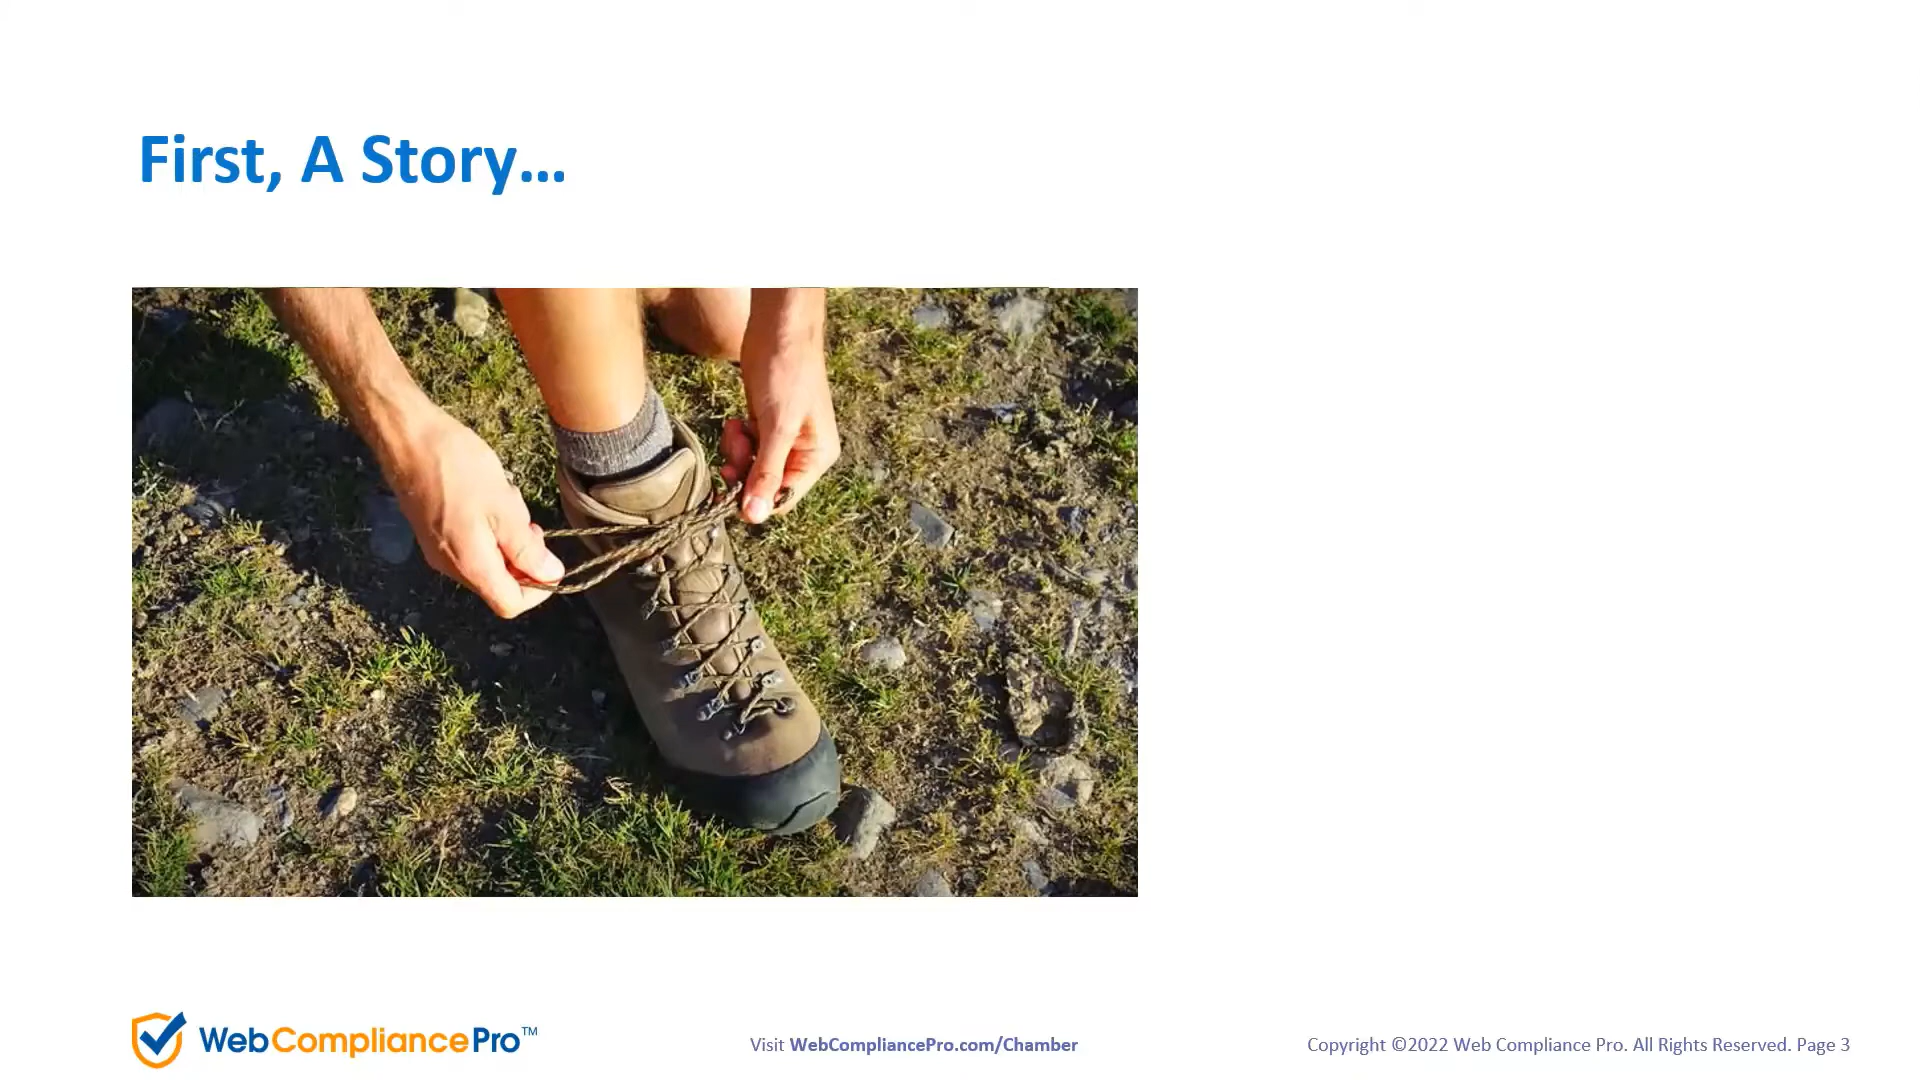 First, A Story...
WebCompliancePro™
Visit WebCompliancePro.com/Chamber
Copyright ©2022 Web Compliance Pro. All Rights Reserved. Page 3